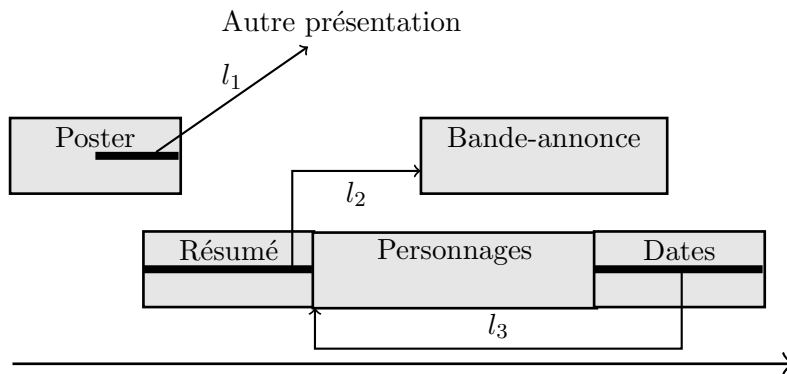 Autre présentation
l1
Poster
Bande-annonce
l2
Résumé
Personnages
Dates
l3